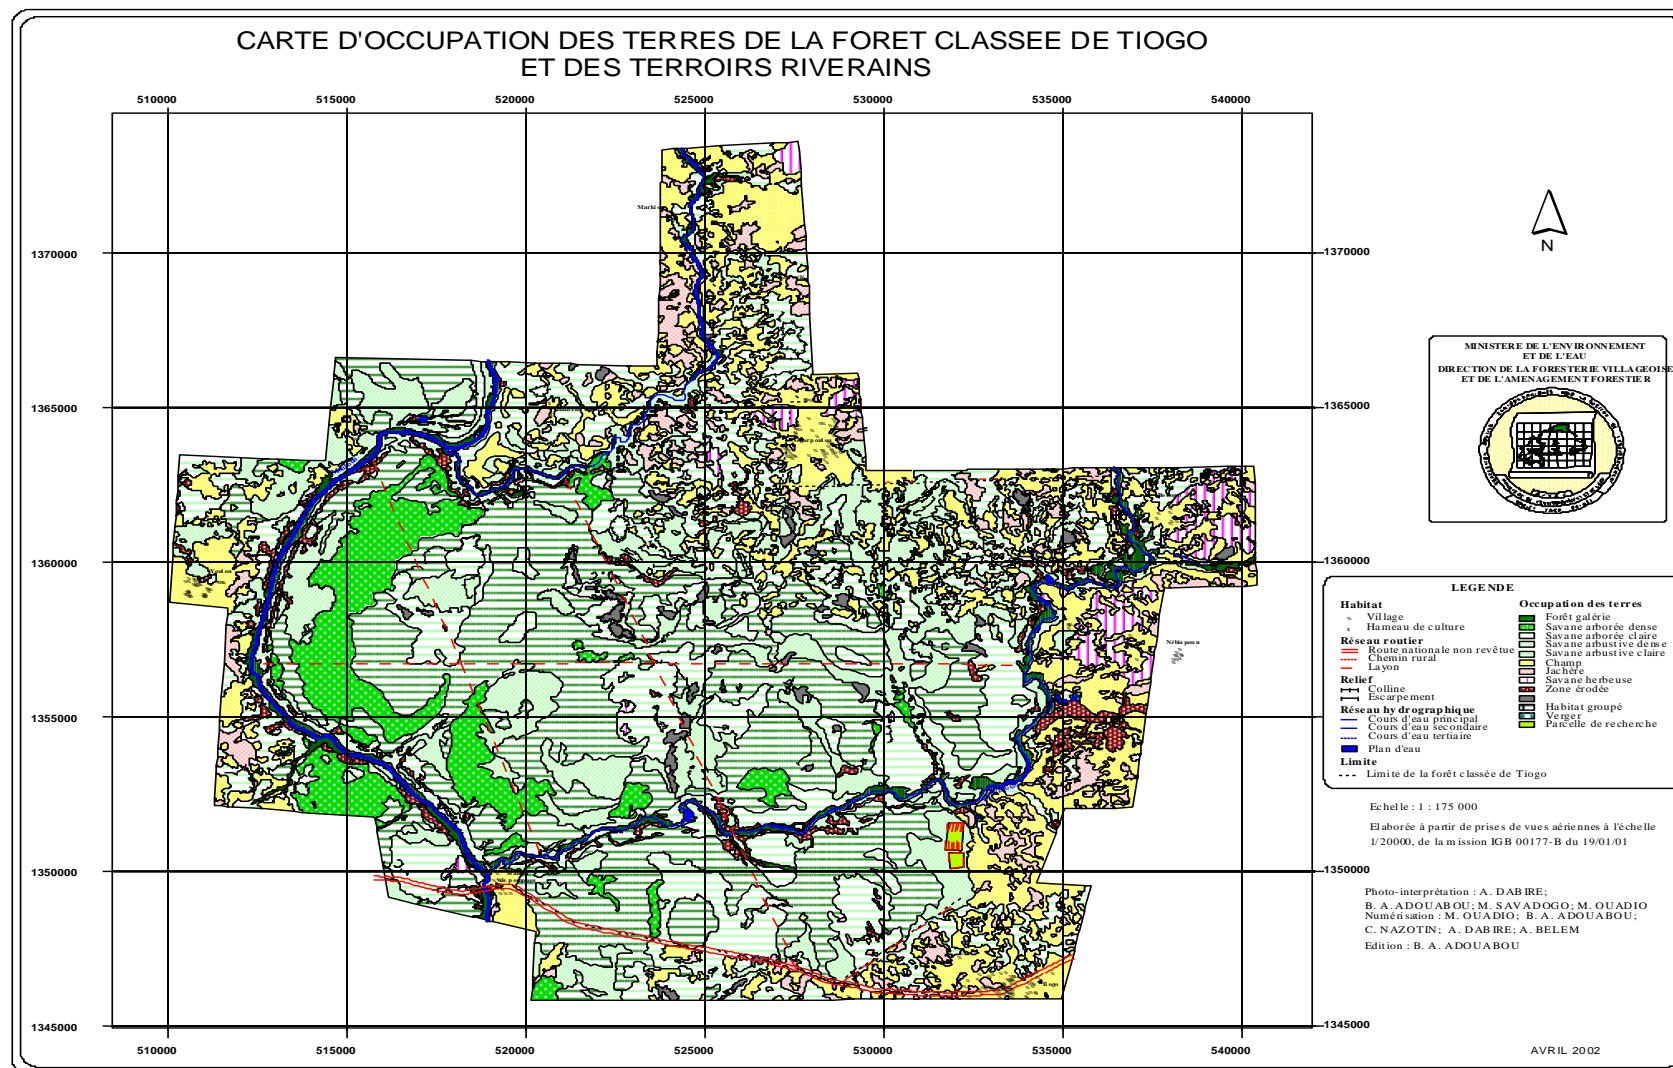 CARTE D'OCCUPATION DES TERRES DE LA FORET CLASSEE DE TIOGO
ET DES TERROIRS RIVERAINS
510000 515000 520000 525000 530000 535000 540000
1370000 1370000
1365000 1365000
1360000 1360000
1355000
1350000 1350000
1345000 1345000
510000 515000 520000 525000 530000 535000 540000
N
MINISTERE DE L'ENVIRONNEMENT
ET DE L'EAU
DIRECTION DE LA FORESTERIE VILLAGEOISE
ET DE L'AMENAGEMENT FORESTIER
LEGENDE
Habitat
Village
Hameau de culture
Réseau routier
Route nationale non revêtue
Chemin rural
Layon
Relief
Colline
Escarpement
Réseau hydrographique
Cours d'eau principal
Cours d'eau secondaire
Cours d'eau tertiaire
Plan d'eau
Limite
Limite de la forêt classée de Tiogo
Occupation des terres
Forêt galérie
Savane arborée dense
Savane arborée claire
Savane arbustive dense
Savane arbustive claire
Champ
Jachère
Savane herbeuse
Zone érodée
Habitat groupé
Verger
Parcelle de recherche
Echelle : 1 : 175 000
Elaborée à partir de prises de vues aériennes à l'échelle
1/20000, de la mission IGB 00177-B du 19/01/01
Photo-interprétation : A. DABIRE;
B. A. ADOUABOU; M. SAVADOGO; M. OUADIO
Numérisation : M. OUADIO; B. A. ADOUABOU;
C. NAZOTIN; A. DABIRE; A. BELEM
Edition : B. A. ADOUABOU
AVRIL 2002
Tiogo